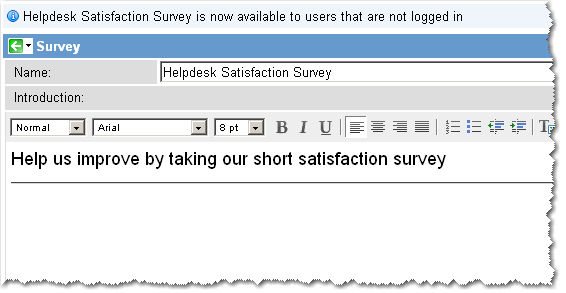 Helpdesk Satisfaction Survey is now available to users that are not logged in
Survey
Name: Helpdesk Satisfaction Survey
Introduction:
Normal Arial 8 pt B I U T
Help us improve by taking our short satisfaction survey